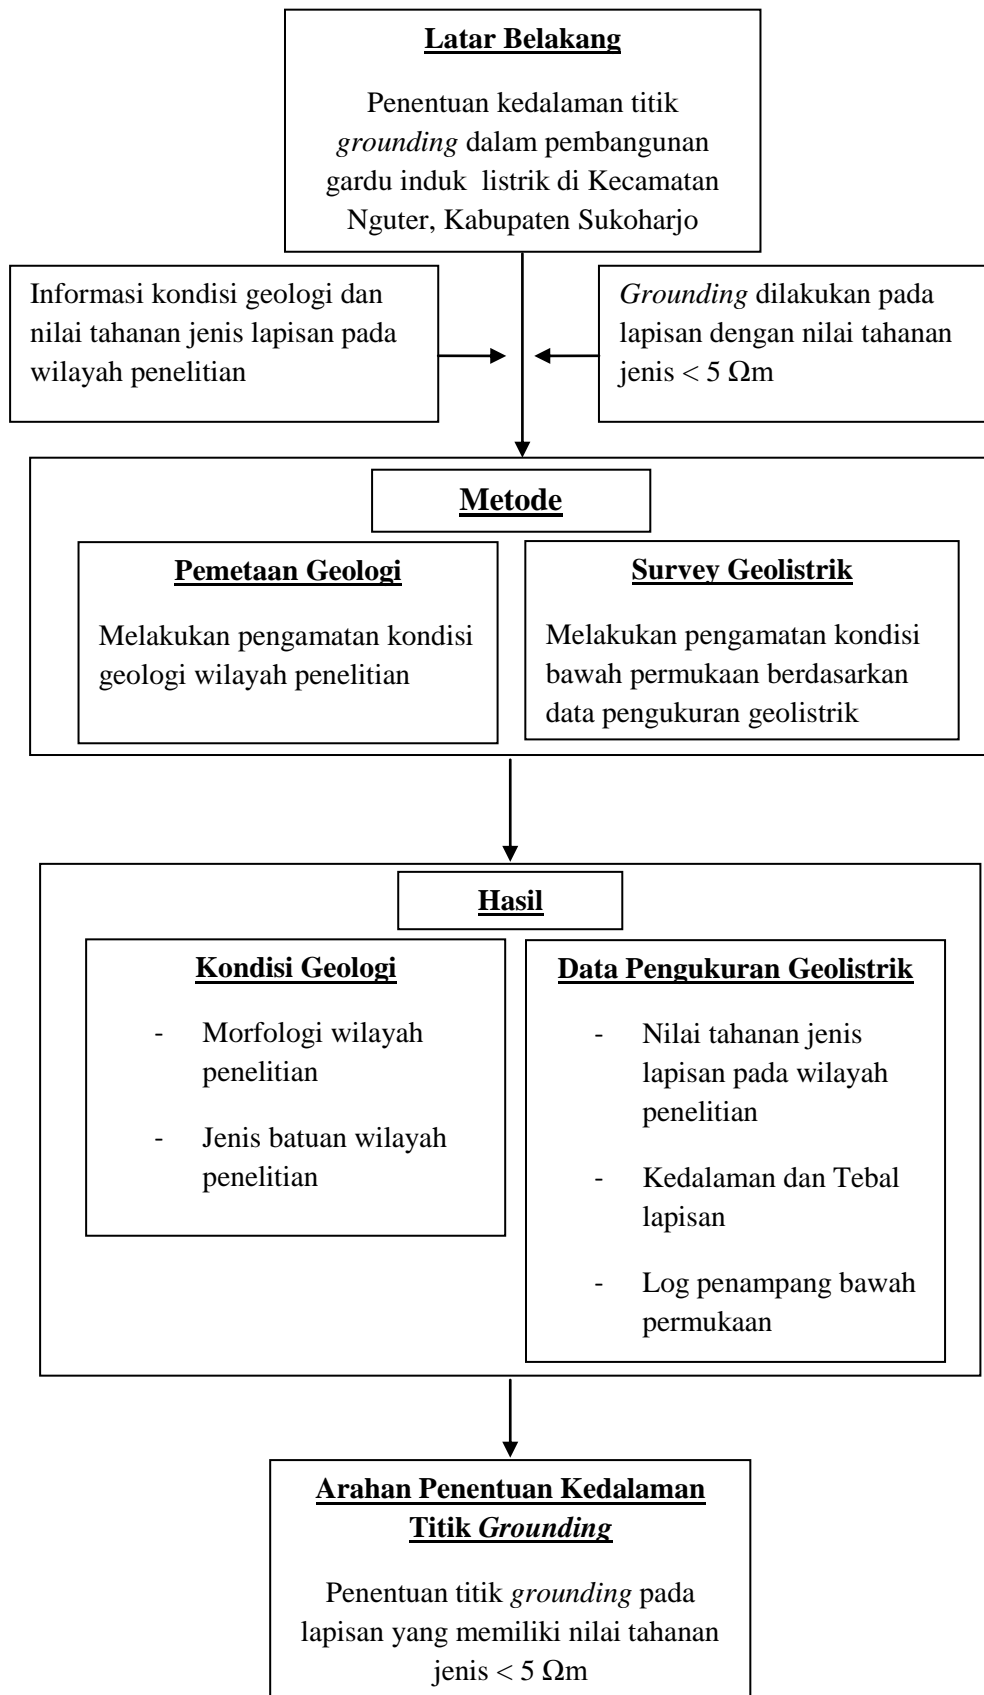 Latar Belakang
Penentuan kedalaman titik
grounding dalam pembangunan
gardu induk listrik di Kecamatan
Nguter, Kabupaten Sukoharjo
Informasi kondisi geologi dan
nilai tahanan jenis lapisan pada
wilayah penelitian
Grounding dilakukan pada
lapisan dengan nilai tahanan
jenis < 5 Ωm
Metode
Pemetaan Geologi
Melakukan pengamatan kondisi
geologi wilayah penelitian
Survey Geolistrik
Melakukan pengamatan kondisi
bawah permukaan berdasarkan
data pengukuran geolistrik
Hasil
Kondisi Geologi
- Morfologi wilayah
penelitian
- Jenis batuan wilayah
penelitian
Data Pengukuran Geolistrik
- Nilai tahanan jenis
lapisan pada wilayah
penelitian
- Kedalaman dan Tebal
lapisan
- Log penampang bawah
permukaan
Arahan Penentuan Kedalaman
Titik Grounding
Penentuan titik grounding pada
lapisan yang memiliki nilai tahanan
jenis < 5 Ωm